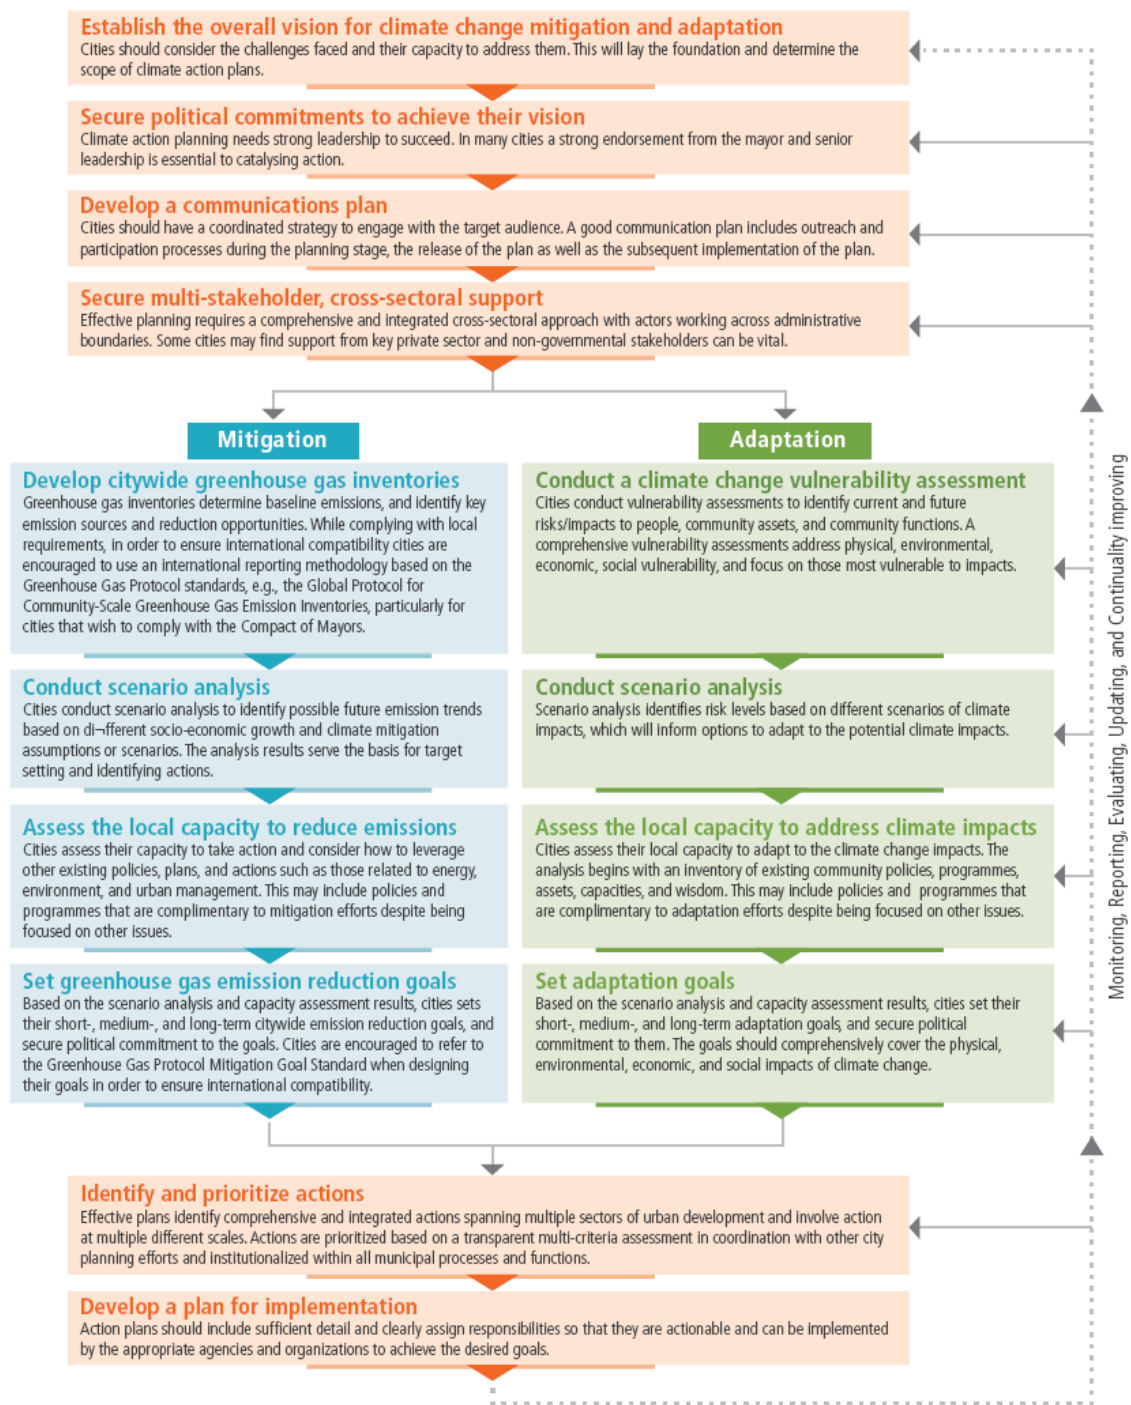 Establish the overall vision for climate change mitigation and adaptation
Cities should consider the challenges faced and their capacity to address them. This will lay the foundation and determine the
scope of climate action plans.
Secure political commitments to achieve their vision
Climate action planning needs strong leadership to succeed. In many cities a strong endorsement from the mayor and senior
leadership is essential to catalysing action.
Develop a communications plan
Cities should have a coordinated strategy to engage with the target audience. A good communication plan includes outreach and
participation processes during the planning stage, the release of the plan as well as the subsequent implementation of the plan.
Secure multi-stakeholder, cross-sectoral support
Effective planning requires a comprehensive and integrated cross-sectoral approach with actors working across administrative
boundaries. Some cities may find support from key private sector and non-governmental stakeholders can be vital.
Mitigation
Develop citywide greenhouse gas inventories
Greenhouse gas inventories determine baseline emissions, and identify key
emission sources and reduction opportunities. While complying with local
requirements, in order to ensure international compatibility cities are
encouraged to use an international reporting methodology based on the
Greenhouse Gas Protocol standards, e.g., the Global Protocol for
Community-Scale Greenhouse Gas Emission Inventories, particularly for
cities that wish to comply with the Compact of Mayors.
Conduct scenario analysis
Cities conduct scenario analysis to identify possible future emission trends
based on di¬fferent socio-economic growth and climate mitigation
assumptions or scenarios. The analysis results serve the basis for target
setting and identifying actions.
Assess the local capacity to reduce emissions
Cities assess their capacity to take action and consider how to leverage
other existing policies, plans, and actions such as those related to energy,
environment, and urban management. This may include policies and
programmes that are complimentary to mitigation efforts despite being
focused on other issues.
Set greenhouse gas emission reduction goals
Based on the scenario analysis and capacity assessment results, cities sets
their short-, medium-, and long-term citywide emission reduction goals, and
secure political commitment to the goals. Cities are encouraged to refer to
the Greenhouse Gas Protocol Mitigation Goal Standard when designing
their goals in order to ensure international compatibility.
Adaptation
Conduct a climate change vulnerability assessment
Cities conduct vulnerability assessments to identify current and future
risks/impacts to people, community assets, and community functions. A
comprehensive vulnerability assessments address physical, environmental,
economic, social vulnerability, and focus on those most vulnerable to impacts.
Conduct scenario analysis
Scenario analysis identifies risk levels based on different scenarios of climate
impacts, which will inform options to adapt to the potential climate impacts.
Assess the local capacity to address climate impacts
Cities assess their local capacity to adapt to the climate change impacts. The
analysis begins with an inventory of existing community policies, programmes,
assets, capacities, and wisdom. This may include policies and programmes that
are complimentary to adaptation efforts despite being focused on other issues.
Set adaptation goals
Based on the scenario analysis and capacity assessment results, cities set their
short-, medium-, and long-term adaptation goals, and secure political
commitment to them. The goals should comprehensively cover the physical,
environmental, economic, and social impacts of climate change.
Identify and prioritize actions
Effective plans identify comprehensive and integrated actions spanning multiple sectors of urban development and involve action
at multiple different scales. Actions are prioritized based on a transparent multi-criteria assessment in coordination with other city
planning efforts and institutionalized within all municipal processes and functions.
Develop a plan for implementation
Action plans should include sufficient detail and clearly assign responsibilities so that they are actionable and can be implemented
by the appropriate agencies and organizations to achieve the desired goals.
Monitoring, Reporting, Evaluating, Updating, and Continuality improving